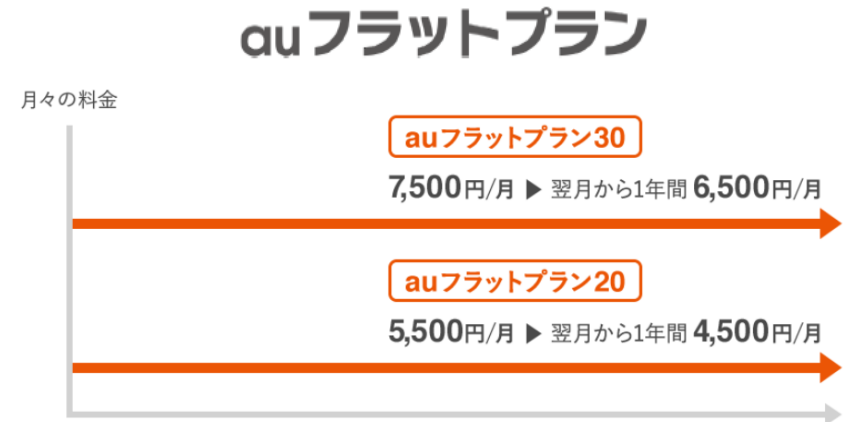 auフラットプラン
月々の料金
auフラットプラン30
7,500円/月 ▶ 翌月から1年間 6,500円/月
auフラットプラン20
5,500円/月 ▶ 翌月から1年間 4,500円/月